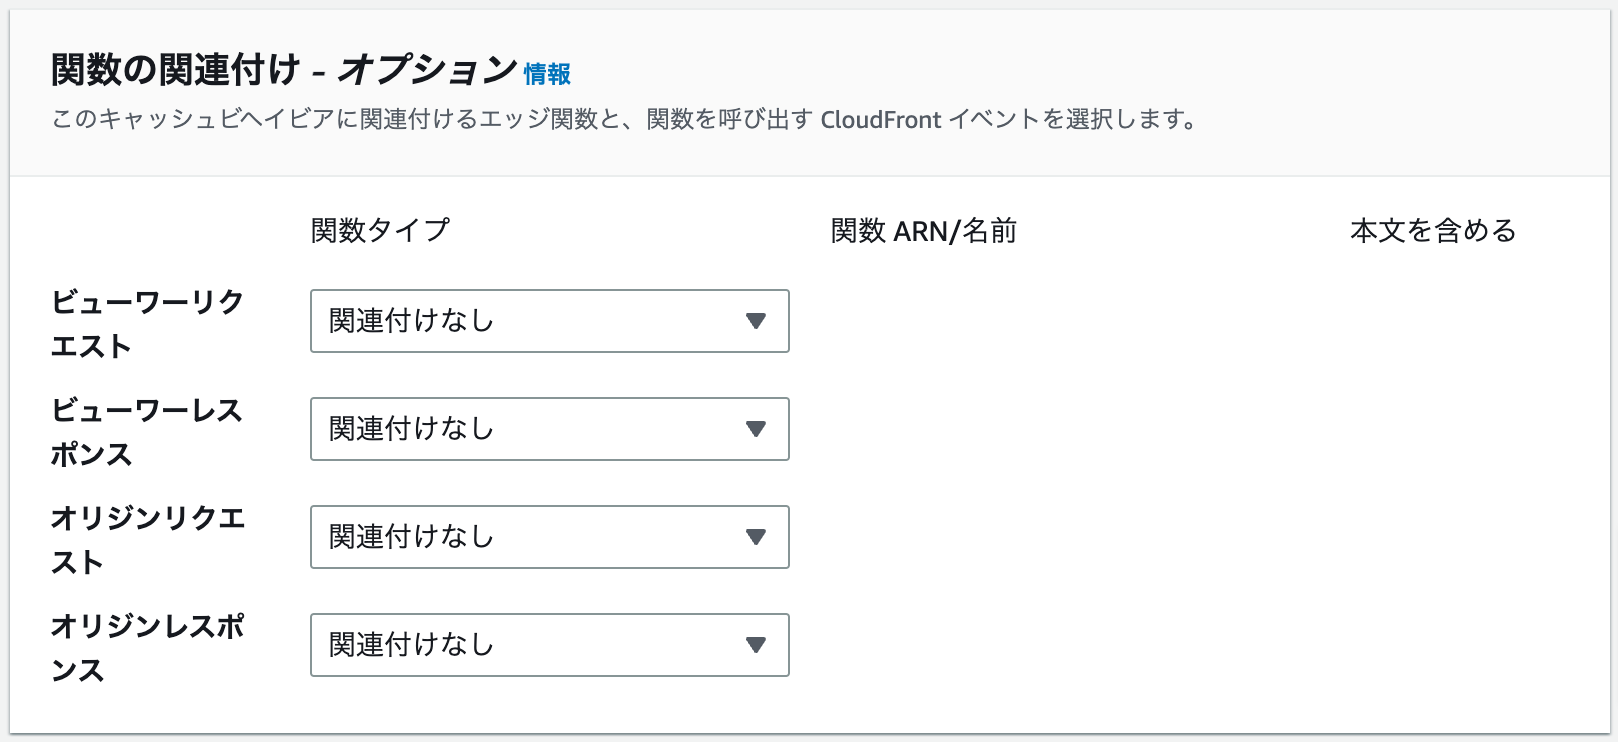 関数の関連付け - オプション 情報
このキャッシュビヘイビアに関連付けるエッジ関数と、関数を呼び出す CloudFront イベントを選択します。
関数タイプ 関数 ARN/名前 本文を含める
ビューワーリク
エスト
関連付けなし
ビューワーレス
ポンス
関連付けなし
オリジンリクエ
スト
関連付けなし
オリジンレスポ
ンス
関連付けなし